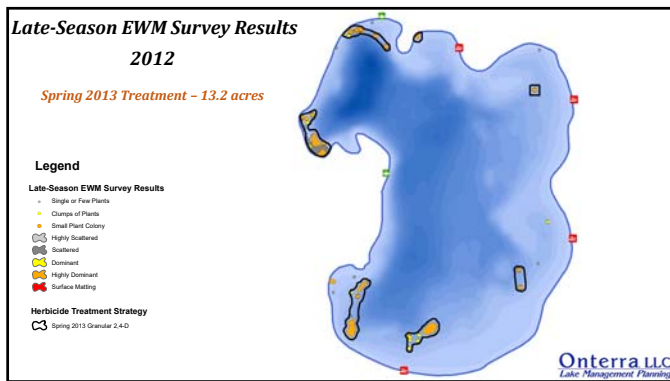 Late-Season EWM Survey Results
2012
Spring 2013 Treatment – 13.2 acres
Legend
Late-Season EWM Survey Results
Single or Few Plants
Clumps of Plants
Small Plant Colony
Highly Scattered
Scattered
Dominant
Highly Dominant
Surface Matting
Herbicide Treatment Strategy
Spring 2013 Granular 2,4-D
Onterra LLC
Lake Management Planning